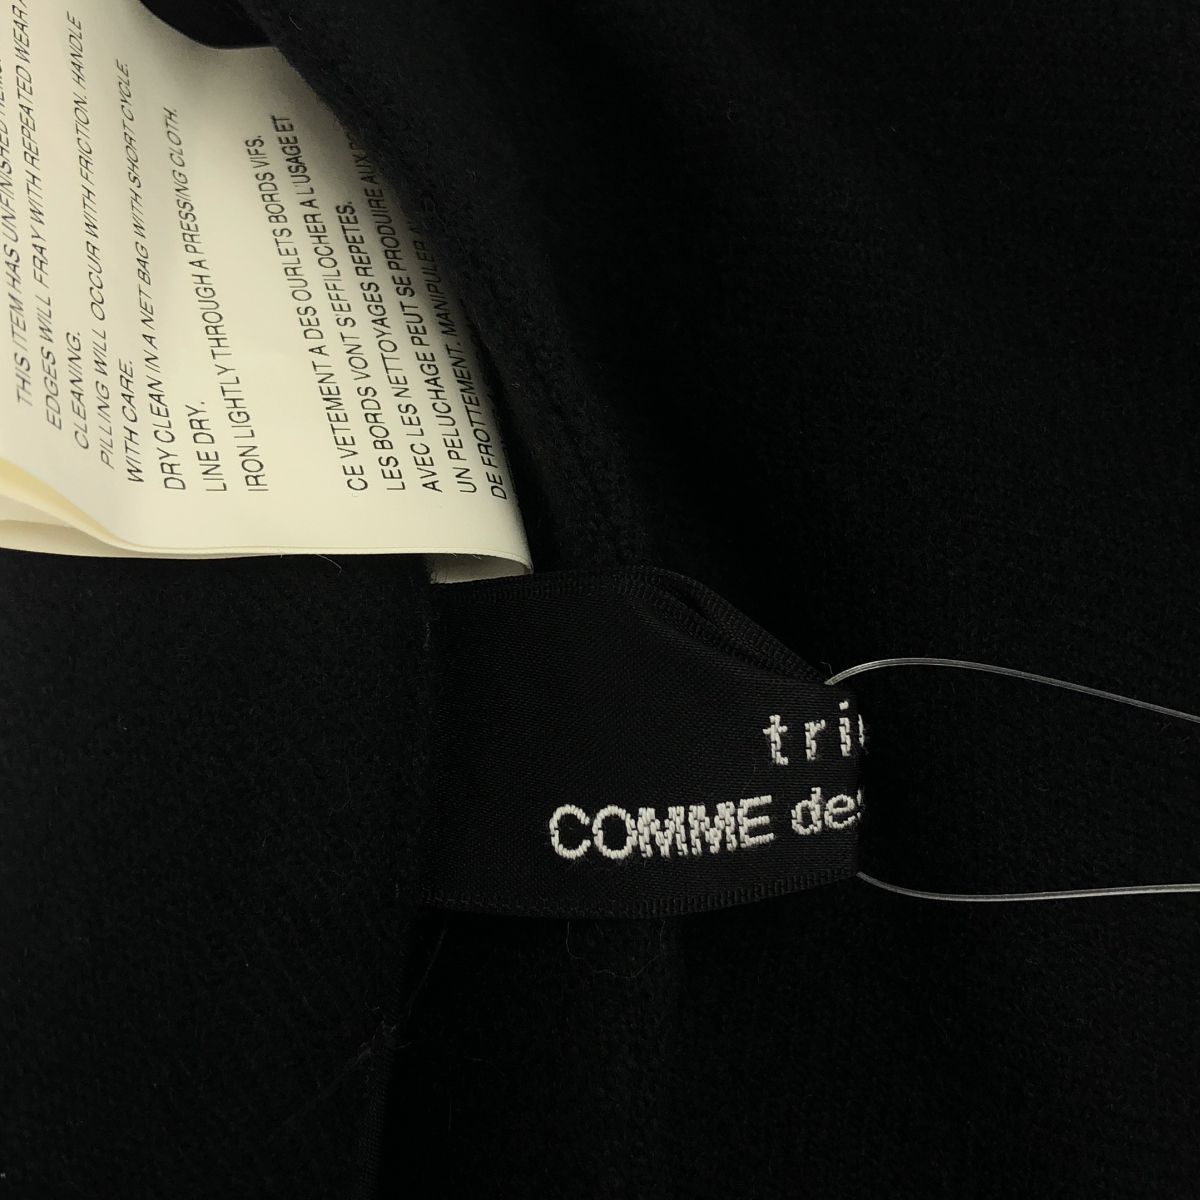 THIS ITEM HAS UNFINISHED
EDGES WILL FRAY WITH REPEATED WEAR
CLEANING.
PILLING WILL OCCUR WITH FRICTION. HANDLE
WITH CARE.
DRY CLEAN IN A NET BAG WITH SHORT CYCLE.
LINE DRY.
IRON LIGHTLY THROUGH A PRESSING CLOTH.
CE VETEMENT A DES OURLETS BORDS VIFS.
LES BORDS VONT S'EFFILOCHER A L'USAGE ET
AVEC LES NETTOYAGES REPETES.
UN PELUCHAGE PEUT SE PRODUIRE AUX
DE FROTTEMENT. MANIPULER
tri
COMME des